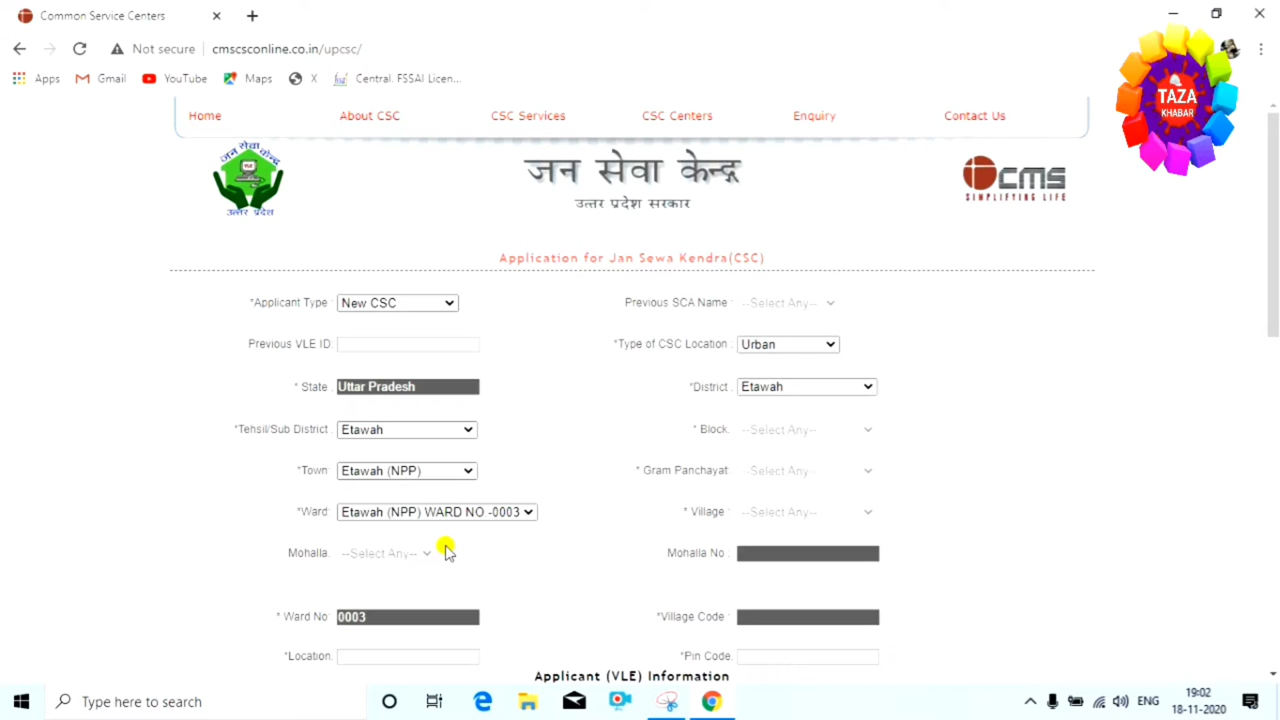 Common Service Centers
Not secure cmscsconline.co.in/upcsc/
Apps Gmail YouTube Maps X Central. FSSAI Licen...
TAZA
KHABAR
Home About CSC CSC Services CSC Centers Enquiry Contact Us
जन सेवा केन्द्र
उत्तर प्रदेश
जन सेवा केन्द्र
उत्तर प्रदेश सरकार
CMS
SIMPLIFYING LIFE
Application for Jan Sewa Kendra(CSC)
*Applicant Type : New CSC Previous SCA Name : --Select Any--
Previous VLE ID: *Type of CSC Location : Urban
* State : Uttar Pradesh *District : Etawah
*Tehsil/Sub District : Etawah * Block: --Select Any--
*Town: Etawah (NPP) * Gram Panchayat: --Select Any--
*Ward: Etawah (NPP) WARD NO -0003 * Village : --Select Any--
Mohalla: --Select Any-- Mohalla No :
* Ward No: 0003 *Village Code :
*Location: *Pin Code:
Applicant (VLE) Information
Type here to search
ENG
19:02
18-11-2020